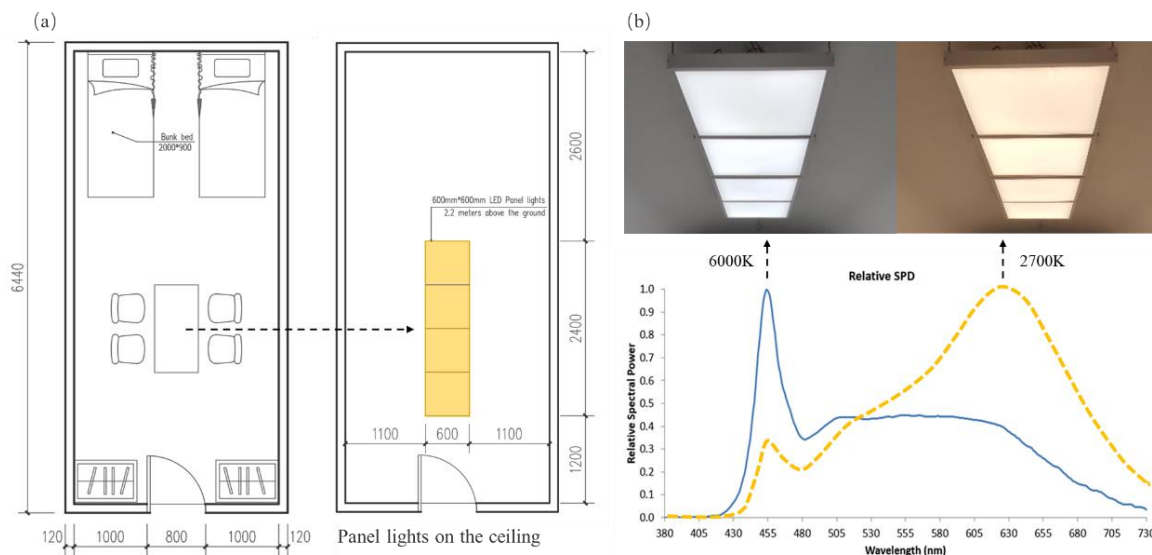 (a)
Bunk bed
2000*900
6440
120
1000
800
1000
120
600mm*600mm LED Panel lights
2.2 meters above the ground
2600
2400
1200
1100
600
1100
Panel lights on the ceiling
(b)
6000K
2700K
Relative SPD
Relative Spectral Power
1.0
0.9
0.8
0.7
0.6
0.5
0.4
0.3
0.2
0.1
0.0
380 405 430 455 480 505 530 555 580 605 630 655 680 705 730
Wavelength (nm)